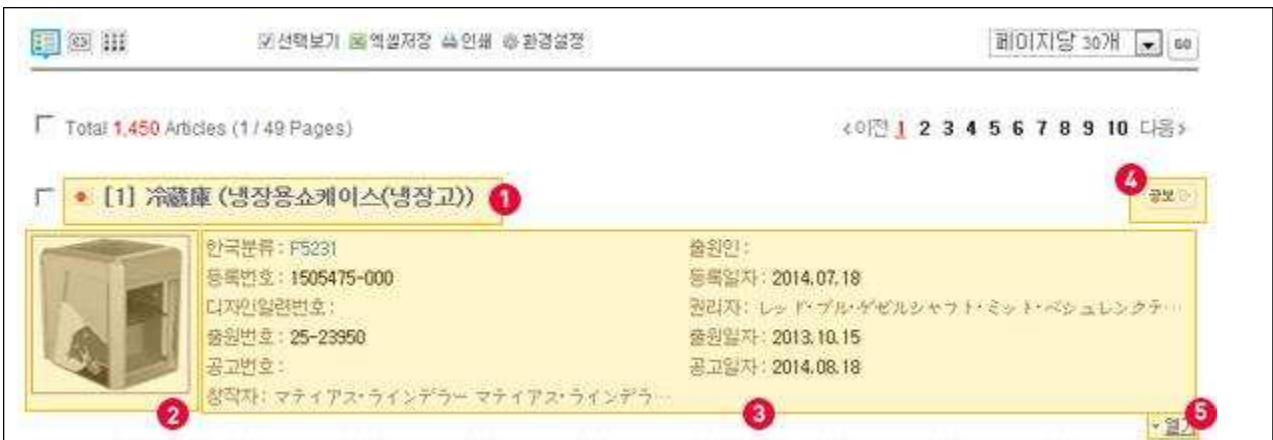 선택보기 엑셀저장 인쇄 환경설정 페이지당 30개 GO
Total 1,450 Articles (1 / 49 Pages) <이전 1 2 3 4 5 6 7 8 9 10 다음>
[1] 冷蔵庫 (냉장용쇼케이스(냉장고)) 1 공보 4
한국분류 : F5231 출원인 :
등록번호 : 1505475-000 등록일자 : 2014.07.18
디자인일련번호 : 권리자 : レッド・ブル・ゲゼルシャフト・ミット・ベシュレンクテ…
출원번호 : 25-23950 출원일자 : 2013.10.15
공고번호 : 공고일자 : 2014.08.18
창작자 : マティアス・ラインデラー マティアス・ラインデラ…
2 3 열기 5